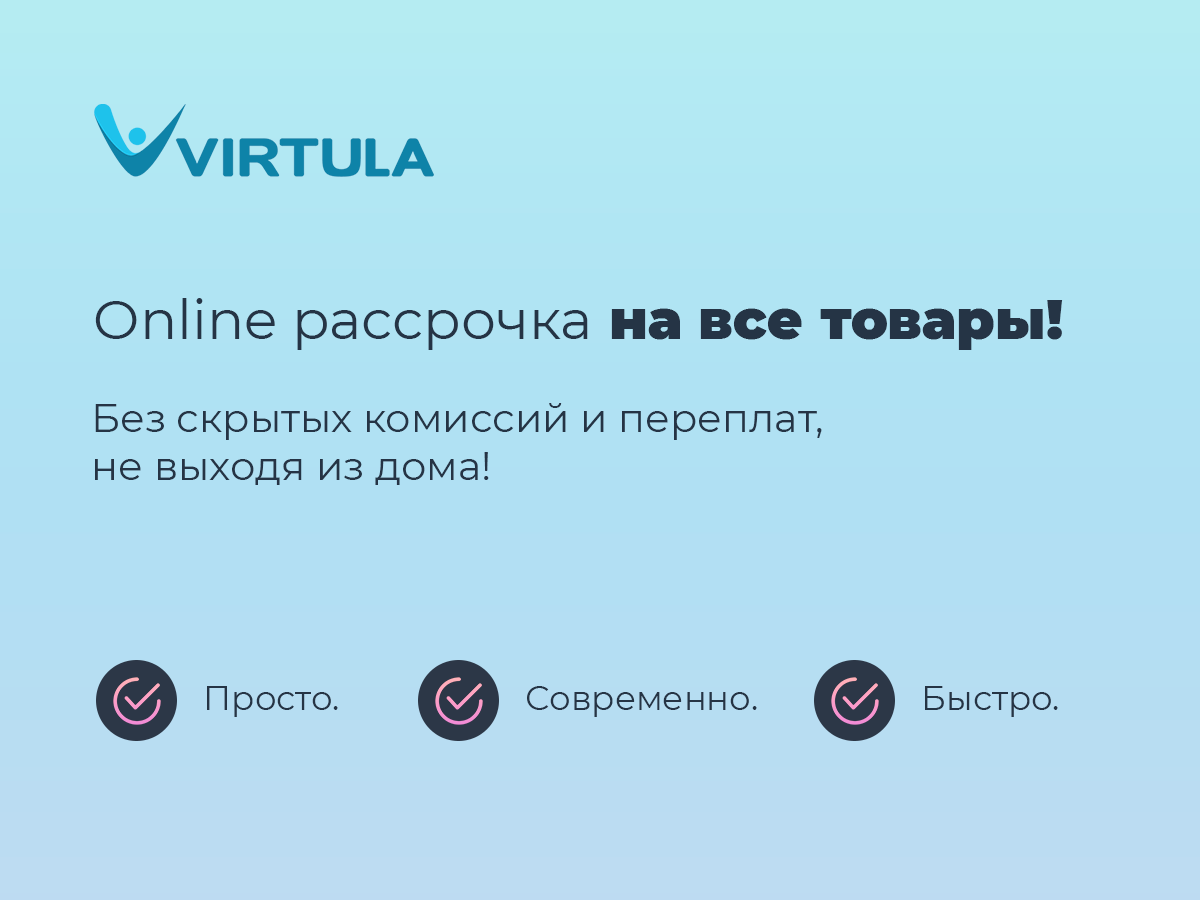 VIRTULA
Online рассрочка на все товары!
Без скрытых комиссий и переплат,
не выходя из дома!
Просто.
Современно.
Быстро.